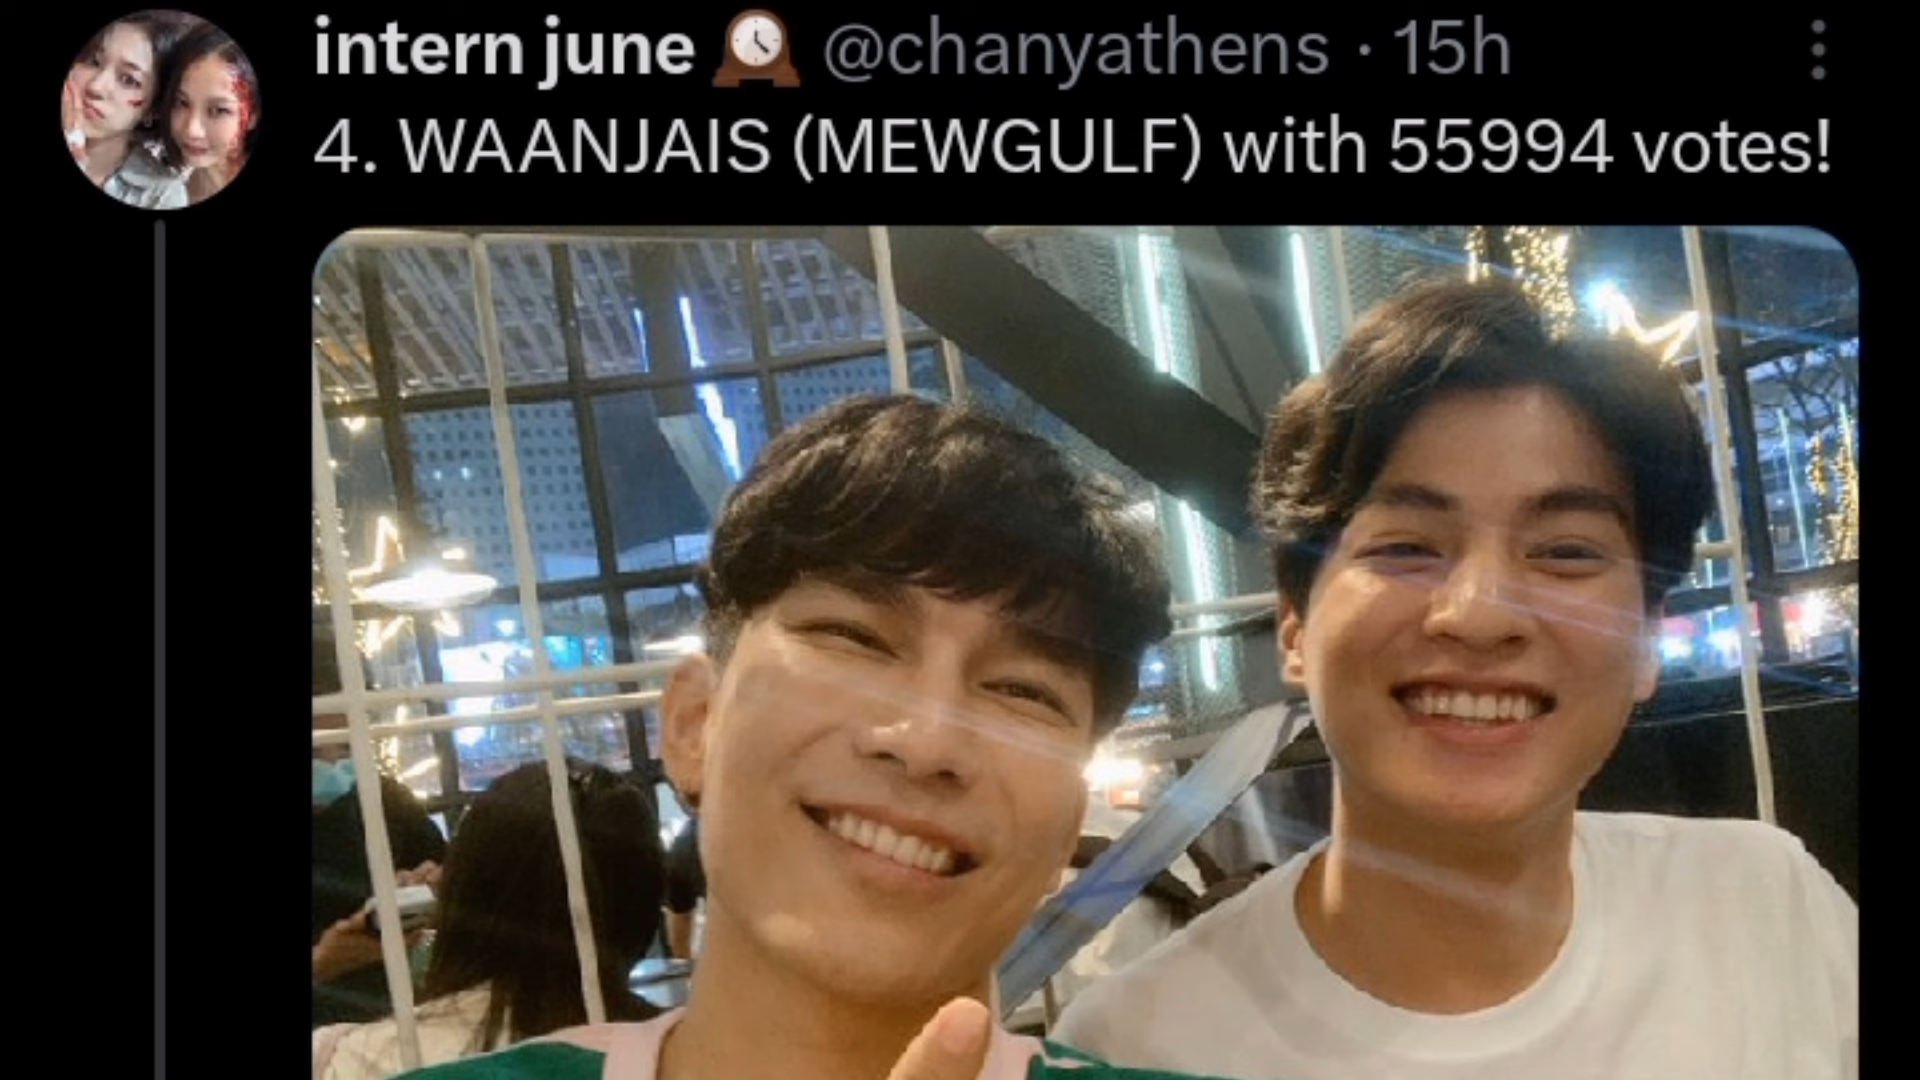 intern june 🕰️ @chanyathens · 15h
4. WAANJAIS (MEWGULF) with 55994 votes!